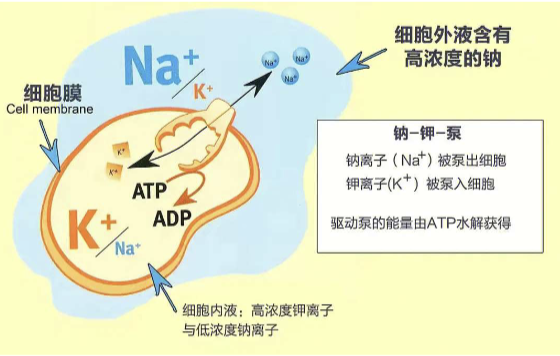 细胞外液含有
高浓度的钠
Na+
K+
Na+
Na+
Na+
细胞膜
Cell membrane
钠-钾-泵
钠离子（Na+）被泵出细胞
钾离子(K+）被泵入细胞
驱动泵的能量由ATP水解获得
K+
K+
ATP
ADP
K+
Na+
细胞内液：高浓度钾离子
与低浓度钠离子